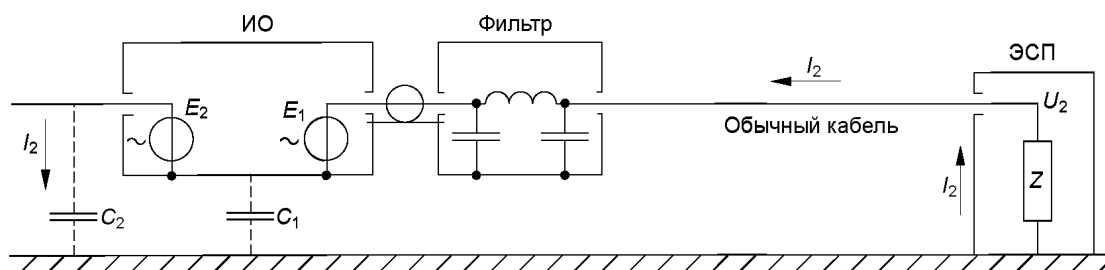 ИО
Фильтр
ЭСП
I2
E2
E1
U2
Обычный кабель
I2
I2
Z
C2
C1